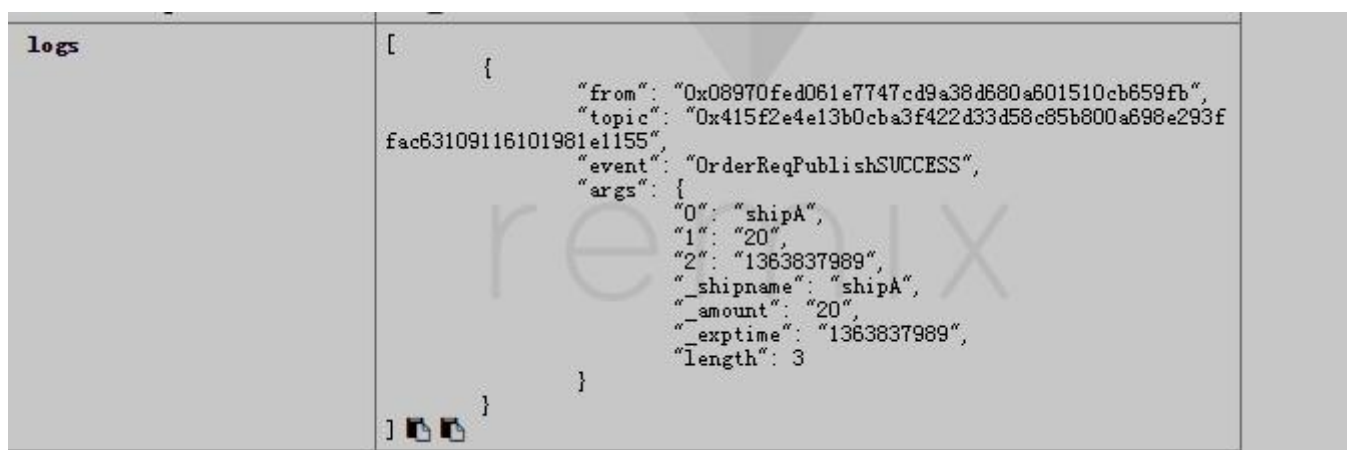 logs
[
{
"from": "0x08970fed061e7747cd9a38d680a601510cb659fb",
"topic": "0x415f2e4e13b0cba3f422d33d58c85b800a698e293f
fac63109116101981e1155",
"event": "OrderReqPublishSUCCESS",
"args": {
"0": "shipA",
"1": "20",
"2": "1363837989",
"_shipname": "shipA",
"_amount": "20",
"_exptime": "1363837989",
"length": 3
}
}
]
remix